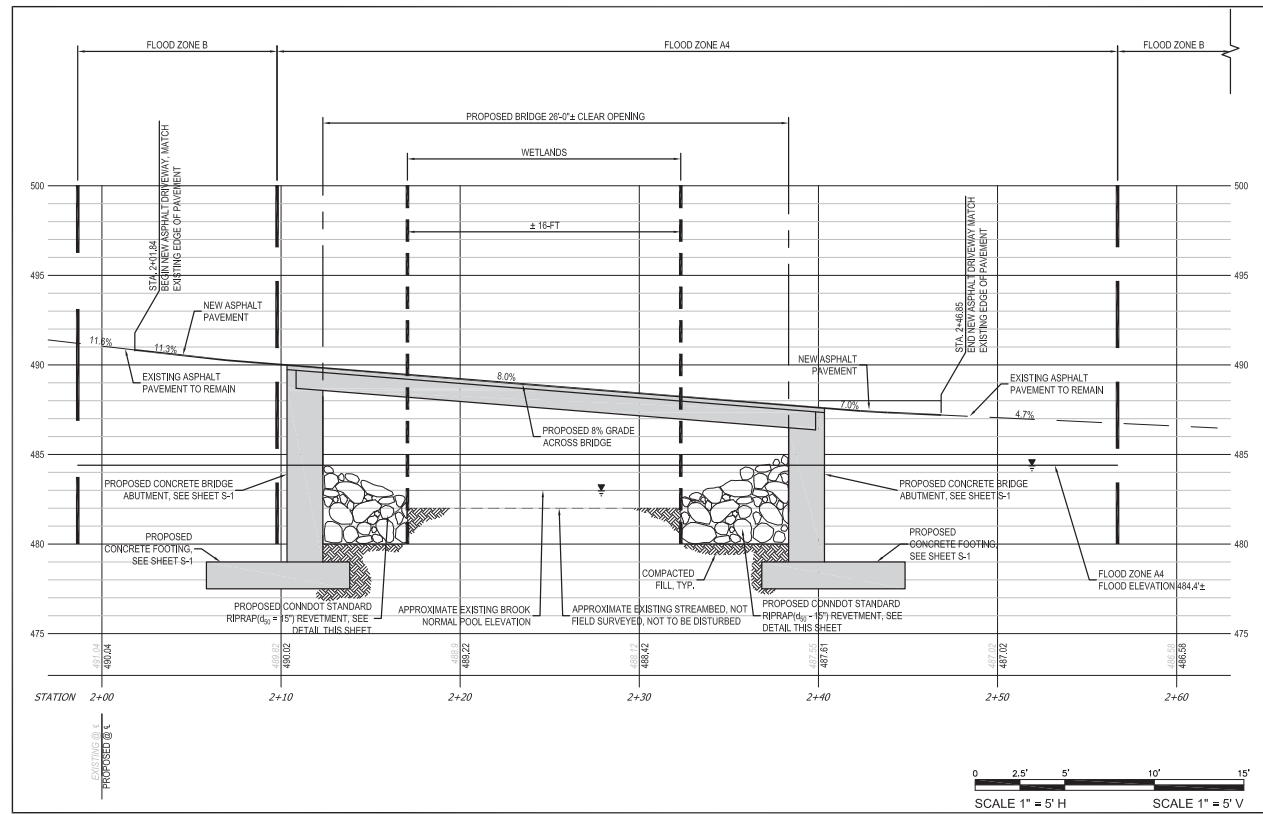 FLOOD ZONE B
FLOOD ZONE A4
FLOOD ZONE B
PROPOSED BRIDGE 26'-0"± CLEAR OPENING
WETLANDS
± 16-FT
500
500
495
495
490
490
485
485
480
480
475
475
STA. 2+01.84
BEGIN NEW ASPHALT DRIVEWAY, MATCH
EXISTING EDGE OF PAVEMENT
NEW ASPHALT
PAVEMENT
11.6%
11.3%
EXISTING ASPHALT
PAVEMENT TO REMAIN
8.0%
PROPOSED 8% GRADE
ACROSS BRIDGE
STA. 2+46.85
END NEW ASPHALT DRIVEWAY MATCH
EXISTING EDGE OF PAVEMENT
NEW ASPHALT
PAVEMENT
7.0%
EXISTING ASPHALT
PAVEMENT TO REMAIN
4.7%
PROPOSED CONCRETE BRIDGE
ABUTMENT, SEE SHEET S-1
PROPOSED CONCRETE BRIDGE
ABUTMENT, SEE SHEET S-1
PROPOSED
CONCRETE FOOTING,
SEE SHEET S-1
PROPOSED
CONCRETE FOOTING,
SEE SHEET S-1
COMPACTED
FILL, TYP.
FLOOD ZONE A4
FLOOD ELEVATION 484.4'±
PROPOSED CONNDOT STANDARD
RIPRAP(d50 = 15") REVETMENT, SEE
DETAIL THIS SHEET
APPROXIMATE EXISTING BROOK
NORMAL POOL ELEVATION
APPROXIMATE EXISTING STREAMBED, NOT
FIELD SURVEYED, NOT TO BE DISTURBED
PROPOSED CONNDOT STANDARD
RIPRAP(d50 - 15") REVETMENT, SEE
DETAIL THIS SHEET
491.04
490.04
489.82
490.02
488.9
489.22
488.12
488.42
487.55
487.61
487.02
487.02
486.58
486.58
STATION 2+00 2+10 2+20 2+30 2+40 2+50 2+60
EXISTING @ ℄
PROPOSED @ ℄
0 2.5' 5' 10' 15'
SCALE 1" = 5' H SCALE 1" = 5' V